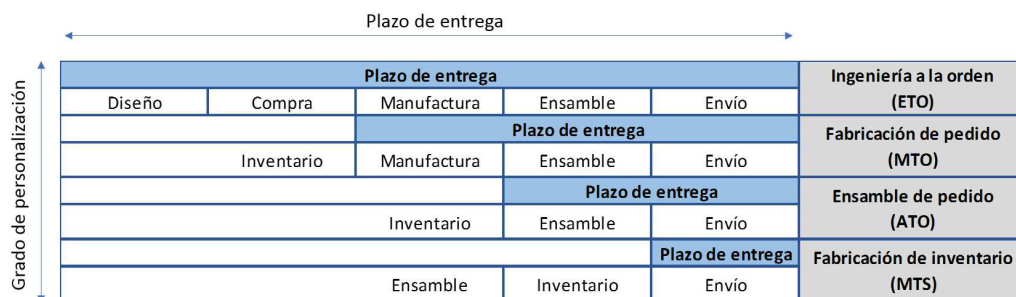 Plazo de entrega
Grado de personalización
Plazo de entrega
Ingeniería a la orden
(ETO)
Diseño Compra Manufactura Ensamble Envío
Plazo de entrega
Fabricación de pedido
(MTO)
Inventario Manufactura Ensamble Envío
Plazo de entrega
Ensamble de pedido
(ATO)
Inventario Ensamble Envío
Plazo de entrega
Fabricación de inventario
(MTS)
Ensamble Inventario Envío